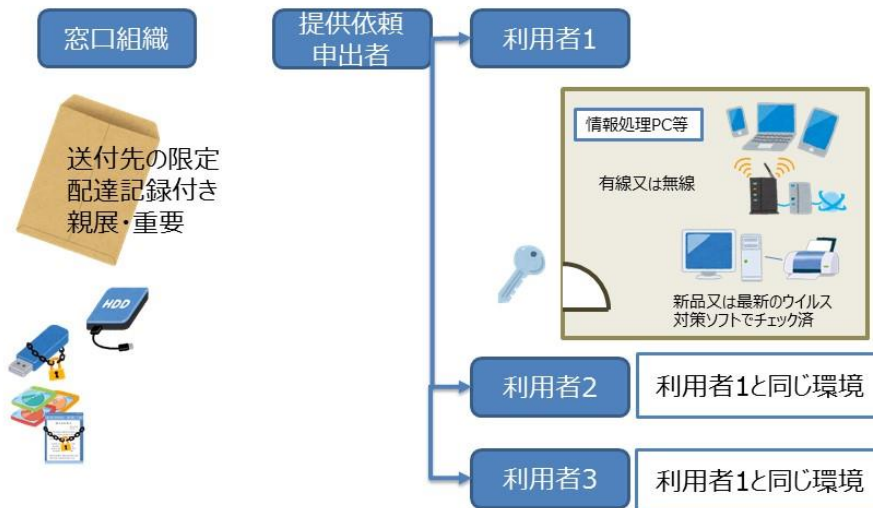 窓口組織
提供依頼
申出者
利用者1
送付先の限定
配達記録付き
親展・重要
HDD
情報処理PC等
有線又は無線
新品又は最新のウイルス
対策ソフトでチェック済
利用者2
利用者1と同じ環境
利用者3
利用者1と同じ環境